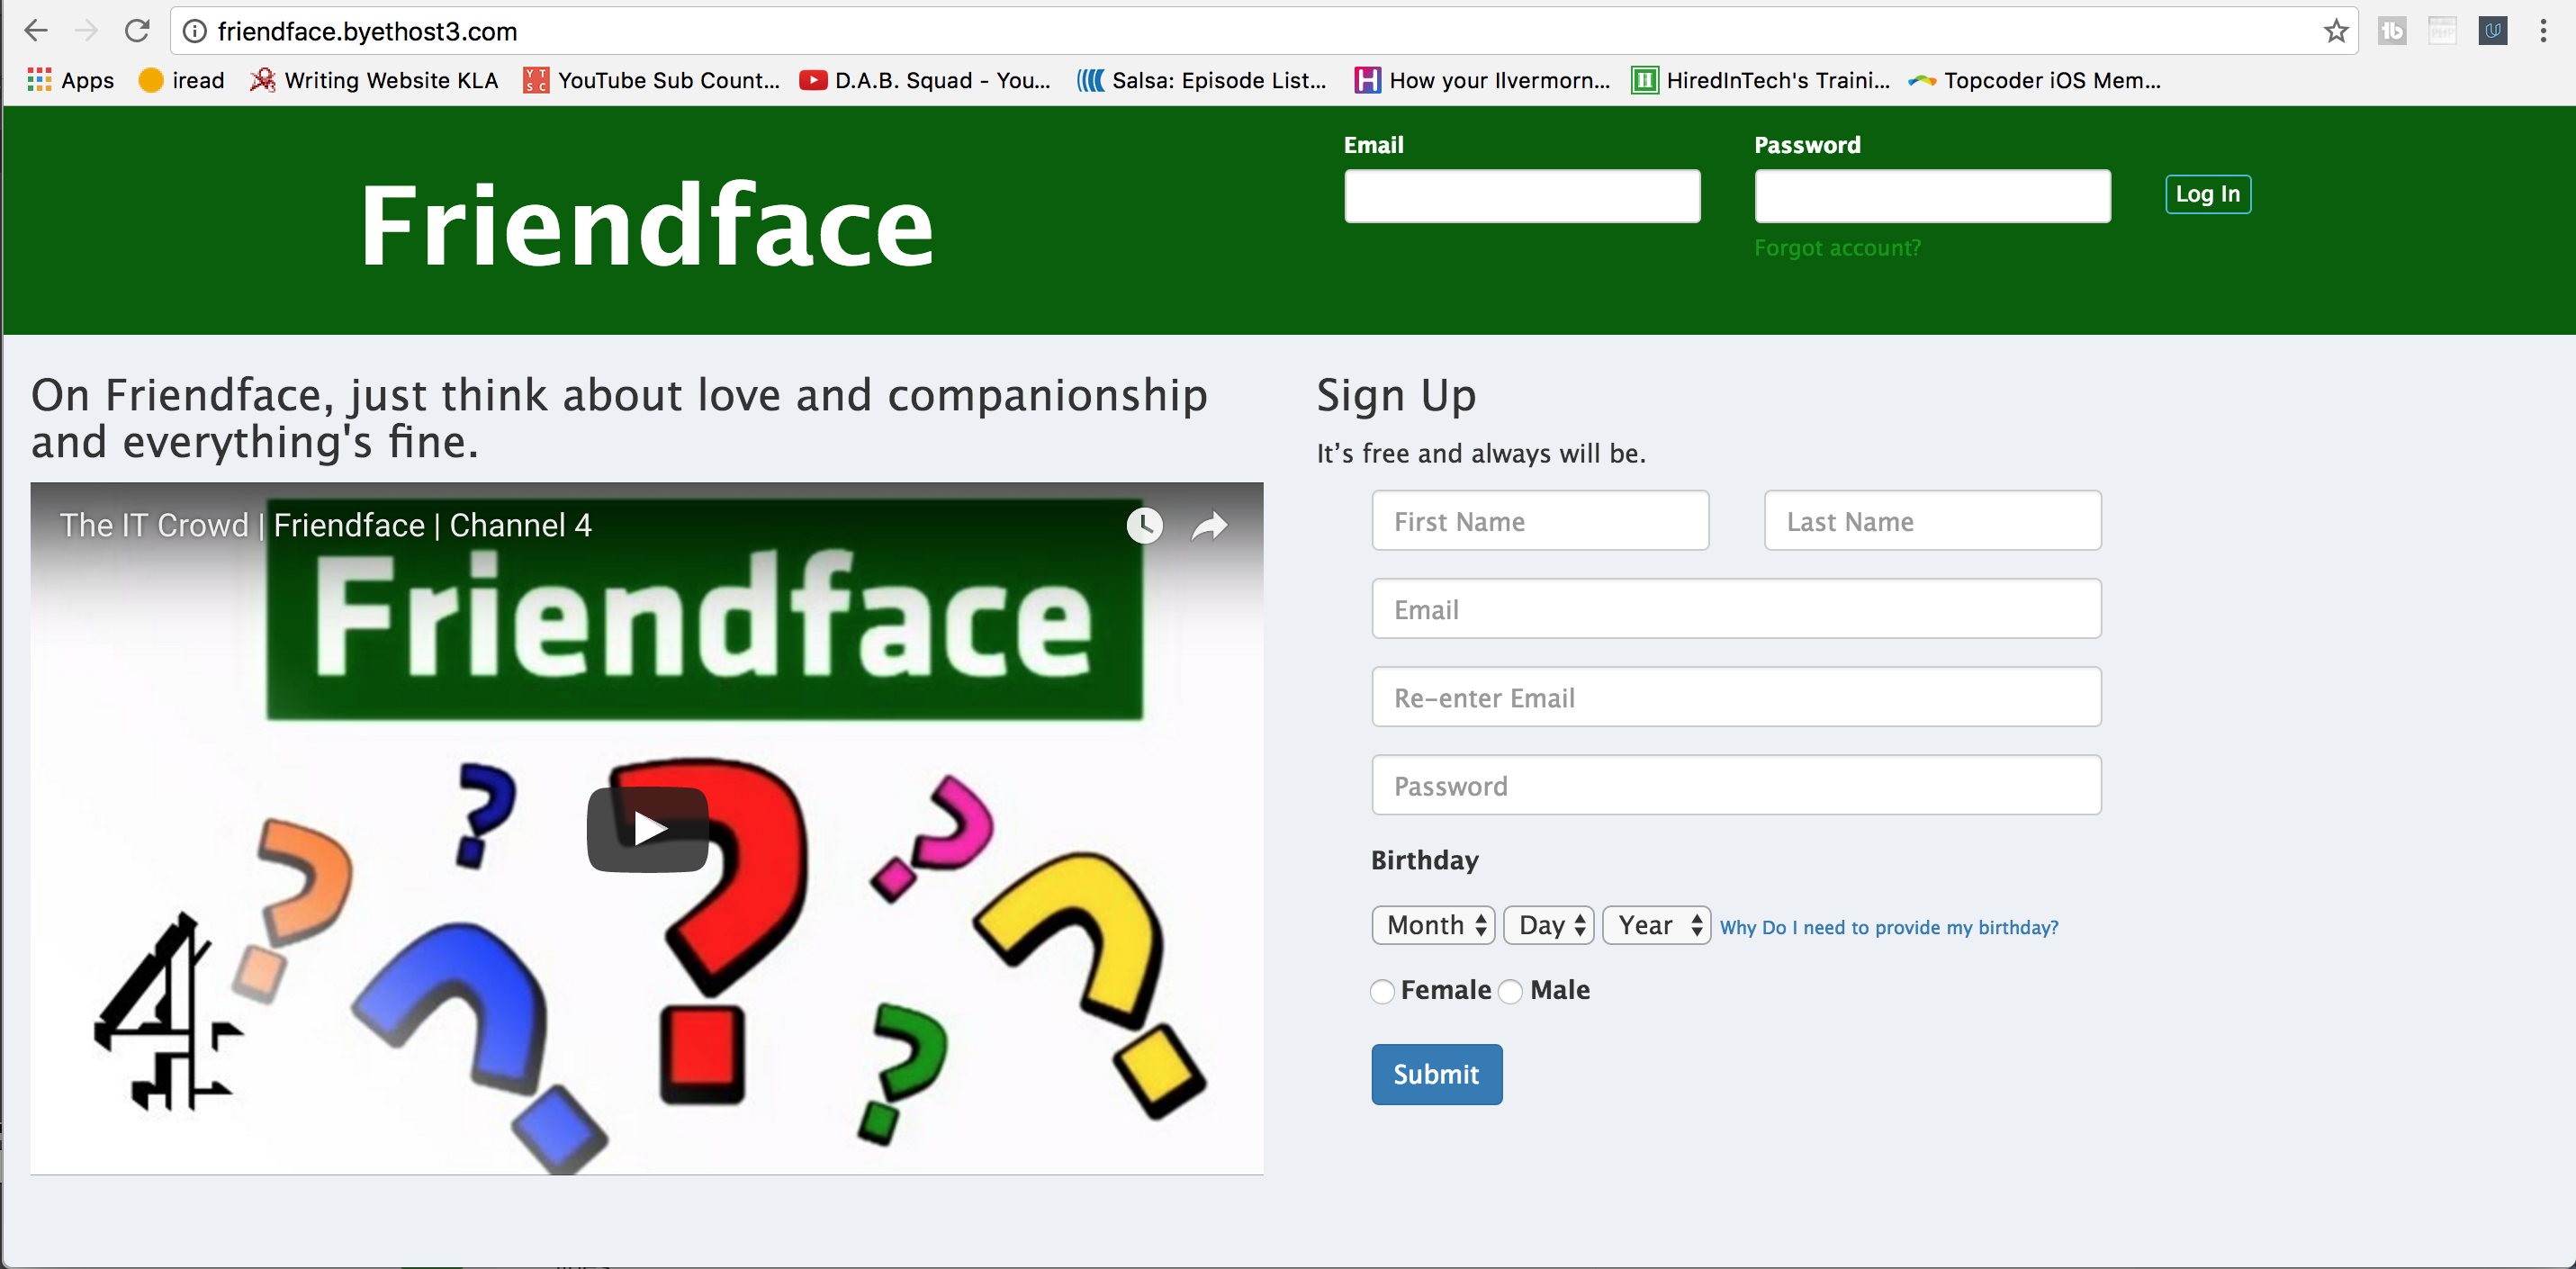 friendface.byethost3.com
Apps iread Writing Website KLA YouTube Sub Count... D.A.B. Squad - You... Salsa: Episode List... How your Ilvermorn... HiredInTech's Traini... Topcoder iOS Mem...
Friendface
Email Password
Log In
Forgot account?
On Friendface, just think about love and companionship
and everything's fine.
The IT Crowd | Friendface | Channel 4
Friendface
? ? ? ? ? ? ?
4
Sign Up
It’s free and always will be.
First Name Last Name
Email
Re-enter Email
Password
Birthday
Month Day Year Why Do I need to provide my birthday?
Female Male
Submit